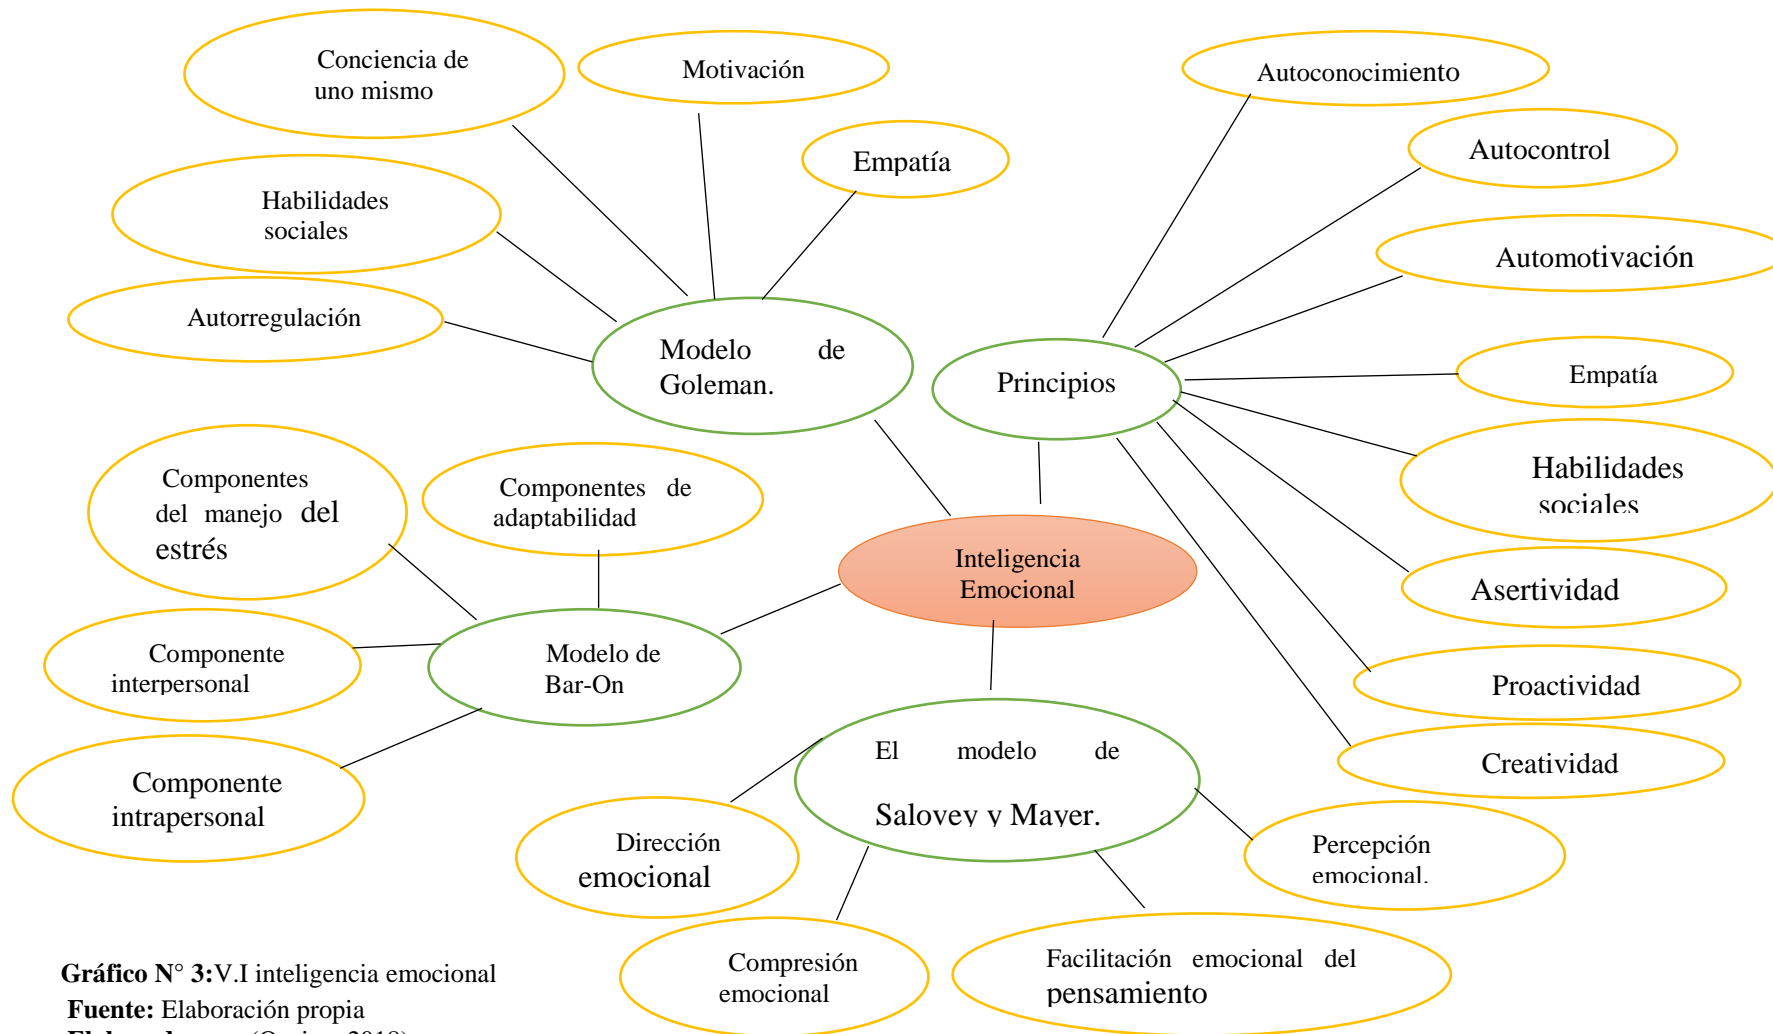 Conciencia de
uno mismo
Motivación
Autoconocimiento
Empatía
Autocontrol
Habilidades
sociales
Automotivación
Autorregulación
Modelo de
Goleman.
Principios
Empatía
Habilidades
sociales
Componentes
del manejo del
estrés
Componentes de
adaptabilidad
Inteligencia
Emocional
Asertividad
Componente
interpersonal
Modelo de
Bar-On
Proactividad
Creatividad
El modelo de
Salovey y Mayer.
Componente
intrapersonal
Dirección
emocional
Percepción
emocional.
Compresión
emocional
Facilitación emocional del
pensamiento
Gráfico N° 3:V.I inteligencia emocional
Fuente: Elaboración propia